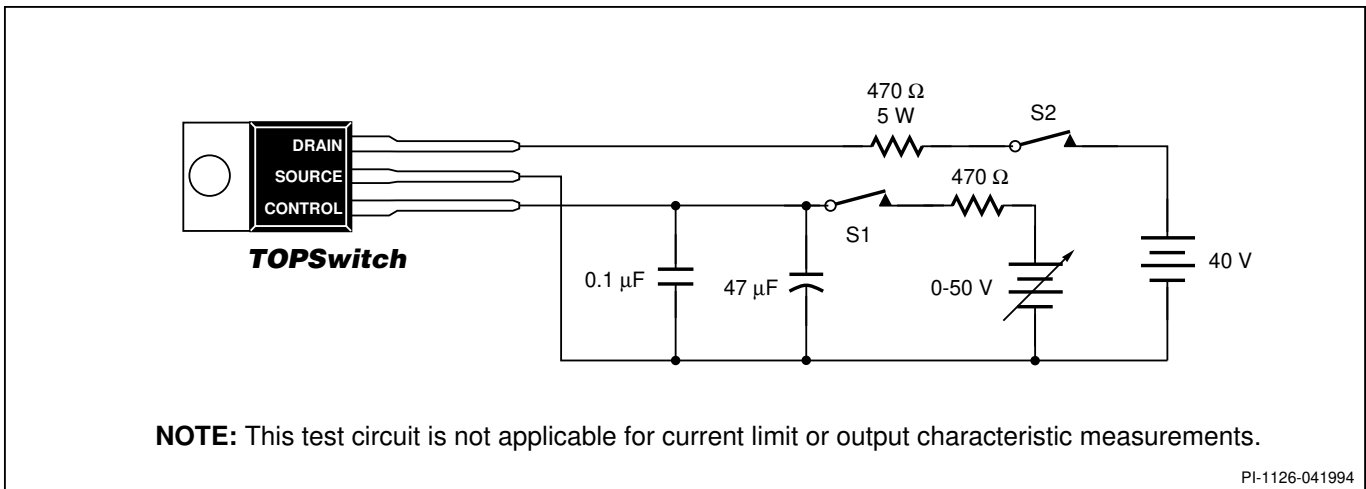 470 Ω
5 W
S2
DRAIN
SOURCE
CONTROL
470 Ω
S1
TOPSwitch
0.1 µF
47 µF
0-50 V
40 V
NOTE: This test circuit is not applicable for current limit or output characteristic measurements.
PI-1126-041994